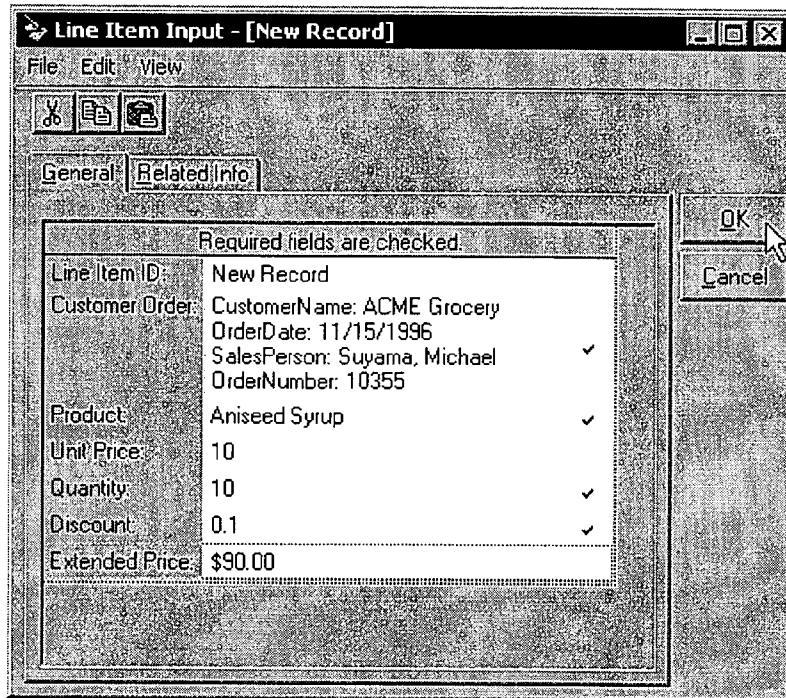 Line Item Input - [New Record]
File Edit View
General Related Info
OK
Cancel
Required fields are checked.
Line Item ID: New Record
Customer Order: CustomerName: ACME Grocery
OrderDate: 11/15/1996
SalesPerson: Suyama, Michael
OrderNumber: 10355
Product: Aniseed Syrup
Unit Price: 10
Quantity: 10
Discount: 0.1
Extended Price: $90.00